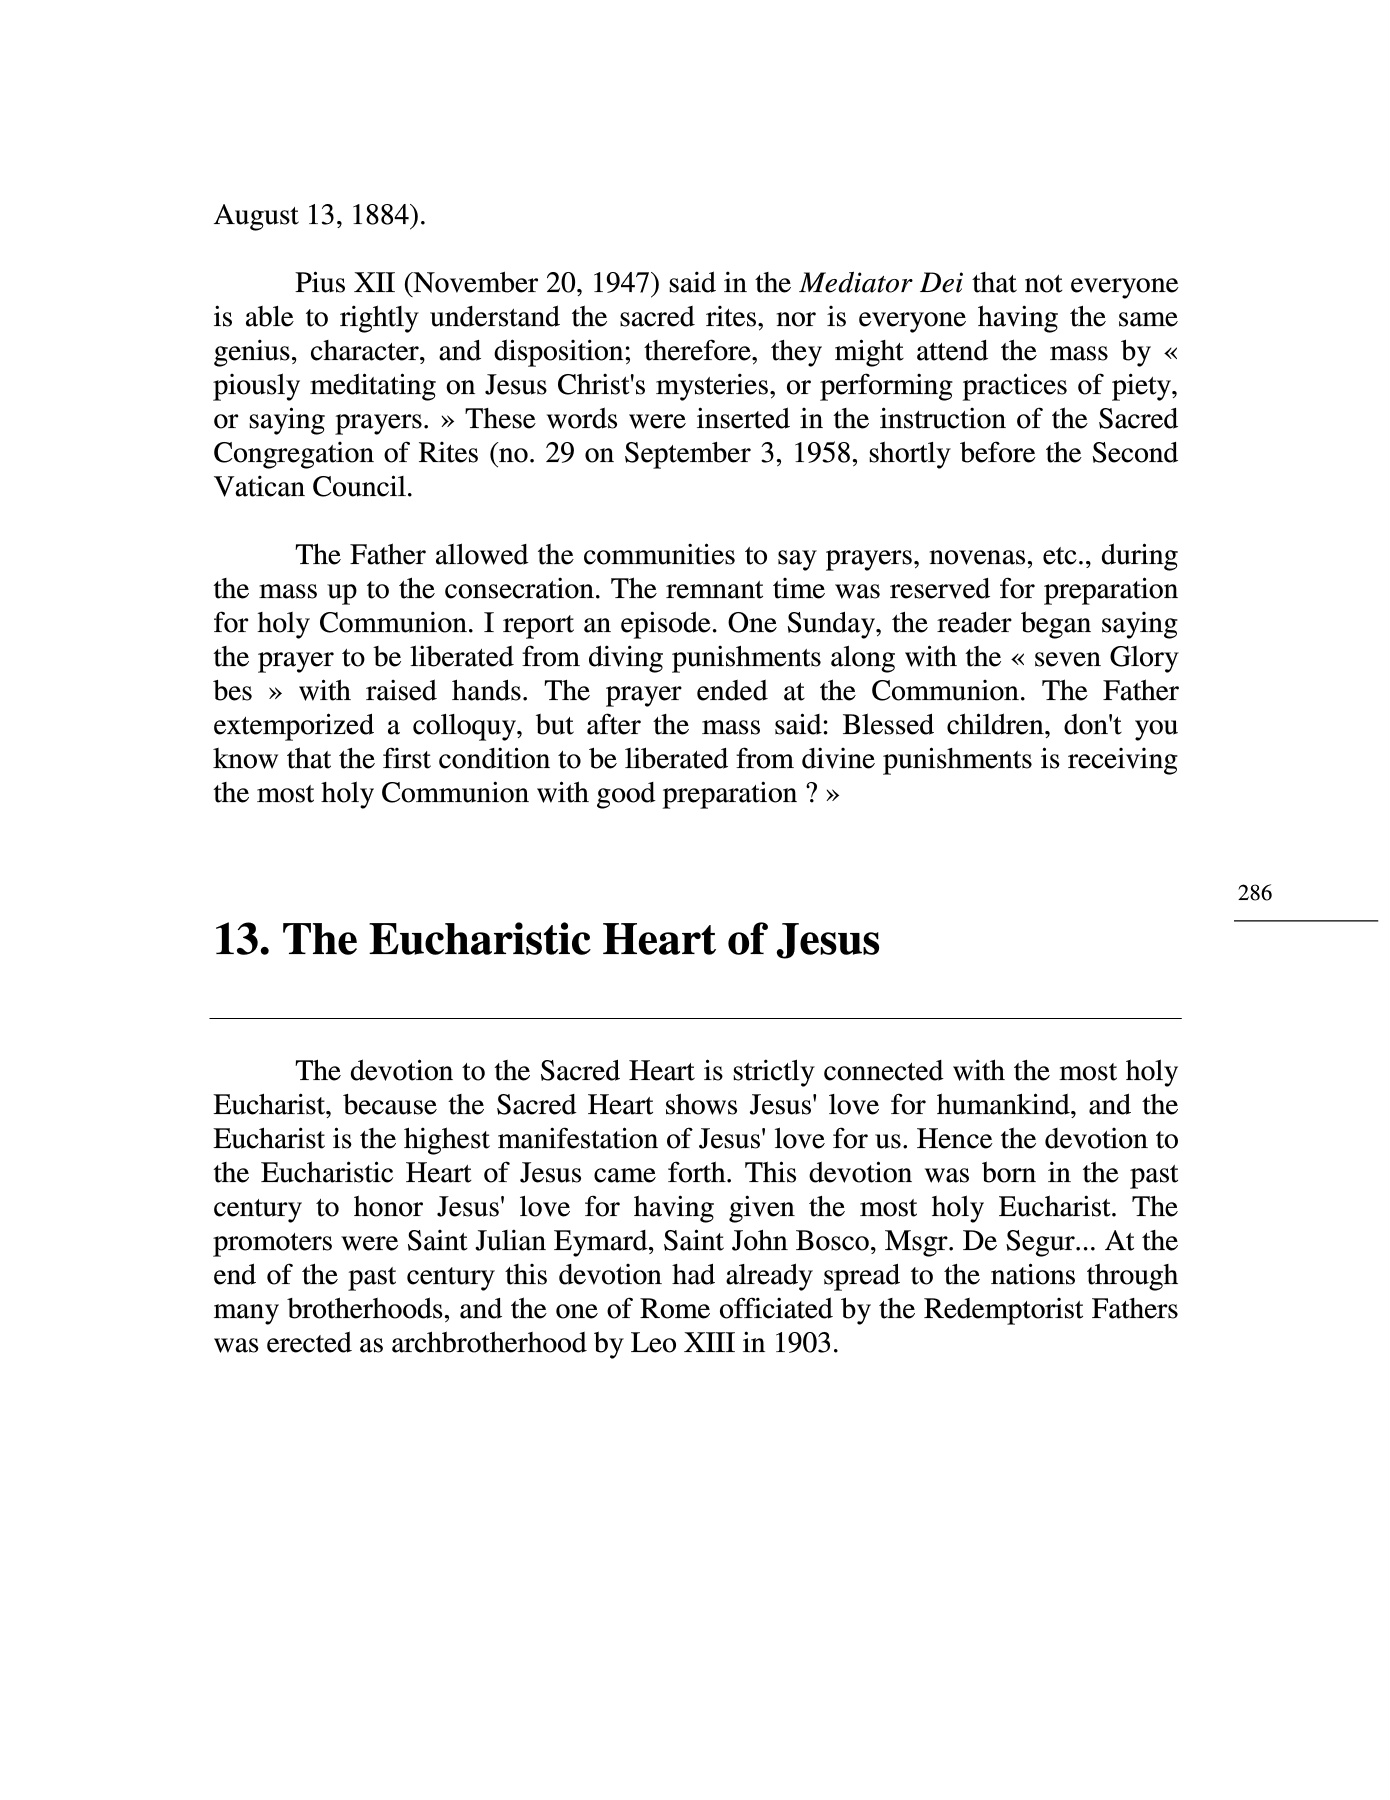 August 13, 1884).
Pius XII (November 20, 1947) said in the Mediator Dei that not everyone
is able to rightly understand the sacred rites, nor is everyone having the same
genius, character, and disposition; therefore, they might attend the mass by «
piously meditating on Jesus Christ's mysteries, or performing practices of piety,
or saying prayers. » These words were inserted in the instruction of the Sacred
Congregation of Rites (no. 29 on September 3, 1958, shortly before the Second
Vatican Council.
The Father allowed the communities to say prayers, novenas, etc., during
the mass up to the consecration. The remnant time was reserved for preparation
for holy Communion. I report an episode. One Sunday, the reader began saying
the prayer to be liberated from diving punishments along with the « seven Glory
bes » with raised hands. The prayer ended at the Communion. The Father
extemporized a colloquy, but after the mass said: Blessed children, don't you
know that the first condition to be liberated from divine punishments is receiving
the most holy Communion with good preparation ? »
286
13. The Eucharistic Heart of Jesus
The devotion to the Sacred Heart is strictly connected with the most holy
Eucharist, because the Sacred Heart shows Jesus' love for humankind, and the
Eucharist is the highest manifestation of Jesus' love for us. Hence the devotion to
the Eucharistic Heart of Jesus came forth. This devotion was born in the past
century to honor Jesus' love for having given the most holy Eucharist. The
promoters were Saint Julian Eymard, Saint John Bosco, Msgr. De Segur... At the
end of the past century this devotion had already spread to the nations through
many brotherhoods, and the one of Rome officiated by the Redemptorist Fathers
was erected as archbrotherhood by Leo XIII in 1903.